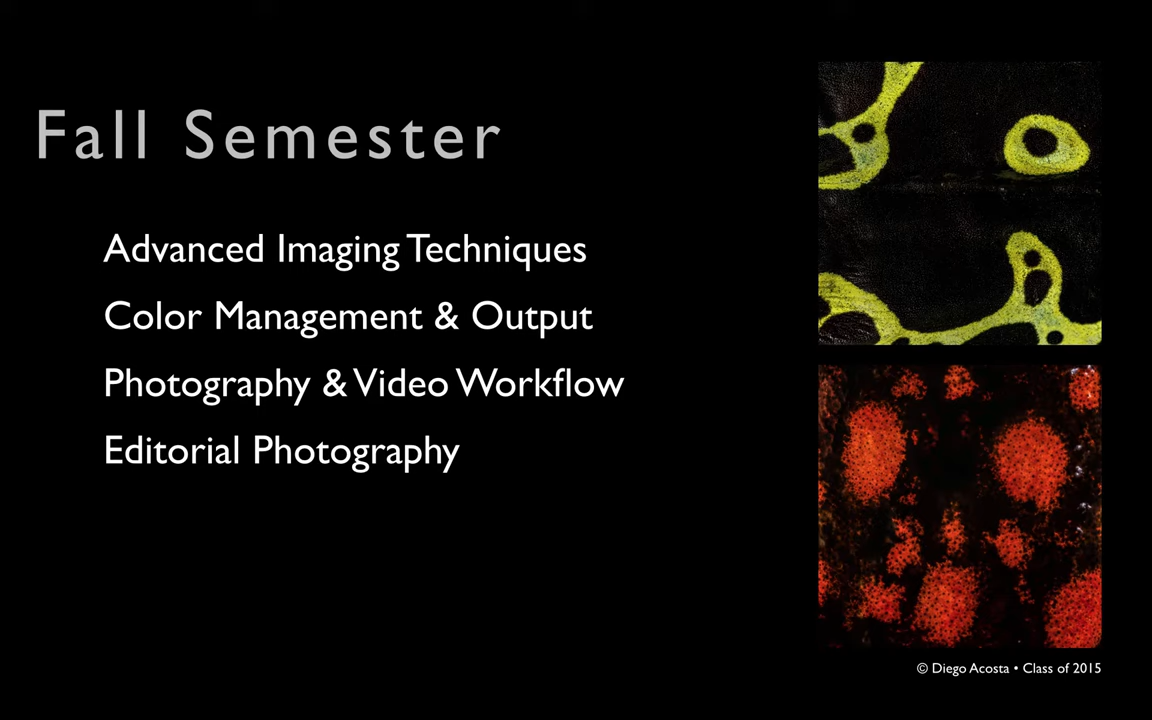 Fall Semester
Advanced Imaging Techniques
Color Management & Output
Photography & Video Workflow
Editorial Photography
© Diego Acosta • Class of 2015